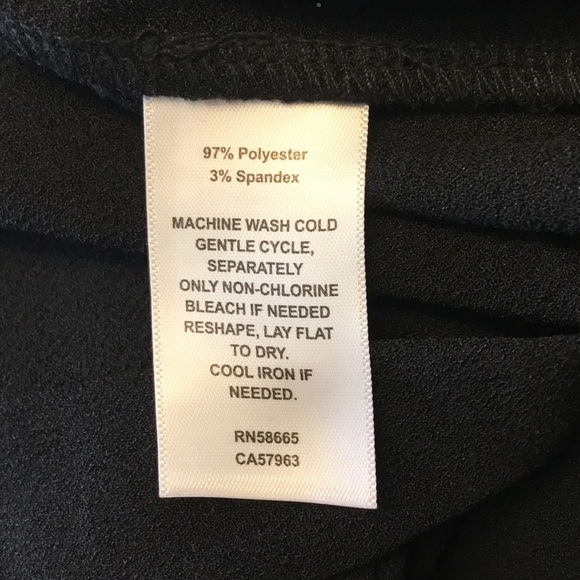 97% Polyester
3% Spandex
MACHINE WASH COLD
GENTLE CYCLE,
SEPARATELY
ONLY NON-CHLORINE
BLEACH IF NEEDED
RESHAPE, LAY FLAT
TO DRY.
COOL IRON IF
NEEDED.
RN58665
CA57963